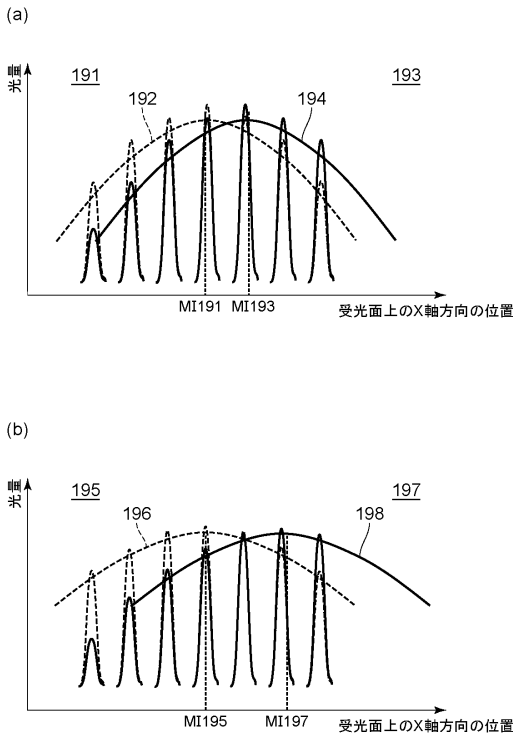 (a)
光量
191
193
192
194
MI191
MI193
受光面上のX軸方向の位置
(b)
光量
195
197
196
198
MI195
MI197
受光面上のX軸方向の位置